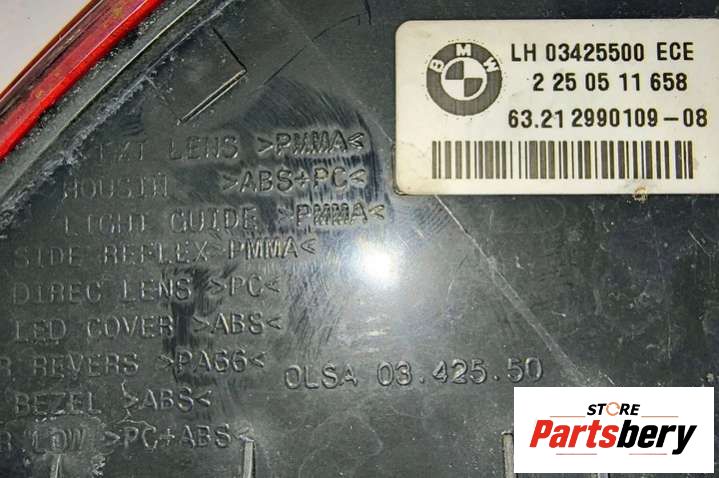 BMW
LH 03425500 ECE
2 25 05 11 658
63.21 2990109-08
LENS >PMMA<
>ABS+PC<
LIGHT GUIDE >PMMA<
SIDE REFLEX >PMMA<
DIREC LENS >PC<
LED COVER >ABS<
R REVERS >PA66<
OLSA 03.425.50
BEZEL >ABS<
R LOW >PC+ABS<
STORE
Partsbery